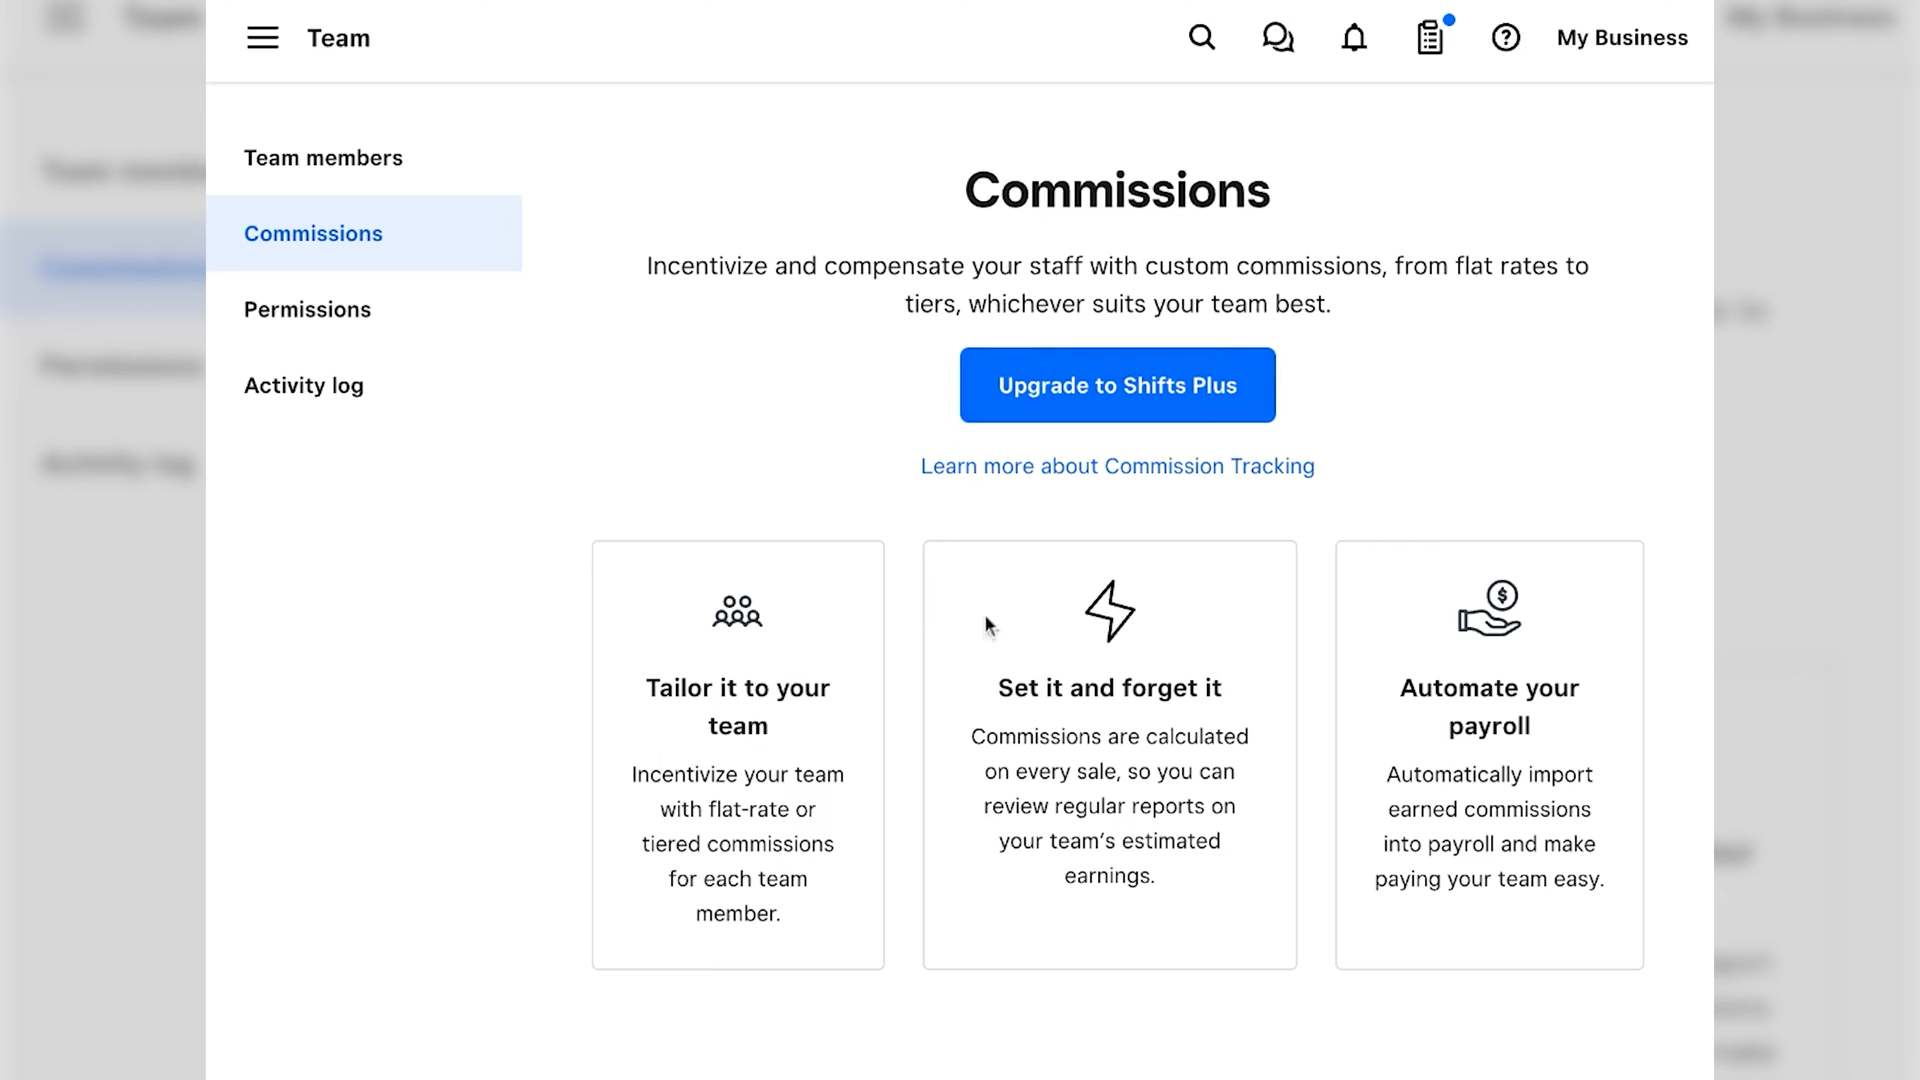 Team
My Business
Team members
Commissions
Permissions
Activity log
Commissions
Incentivize and compensate your staff with custom commissions, from flat rates to
tiers, whichever suits your team best.
Upgrade to Shifts Plus
Learn more about Commission Tracking
Tailor it to your
team
Incentivize your team
with flat-rate or
tiered commissions
for each team
member.
Set it and forget it
Commissions are calculated
on every sale, so you can
review regular reports on
your team's estimated
earnings.
Automate your
payroll
Automatically import
earned commissions
into payroll and make
paying your team easy.